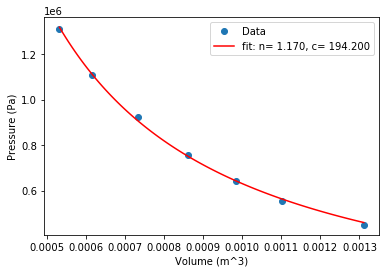 1e6
Data
fit: n= 1.170, c= 194.200
1.2
1.0
0.8
0.6
Pressure (Pa)
0.0005 0.0006 0.0007 0.0008 0.0009 0.0010 0.0011 0.0012 0.0013
Volume (m^3)